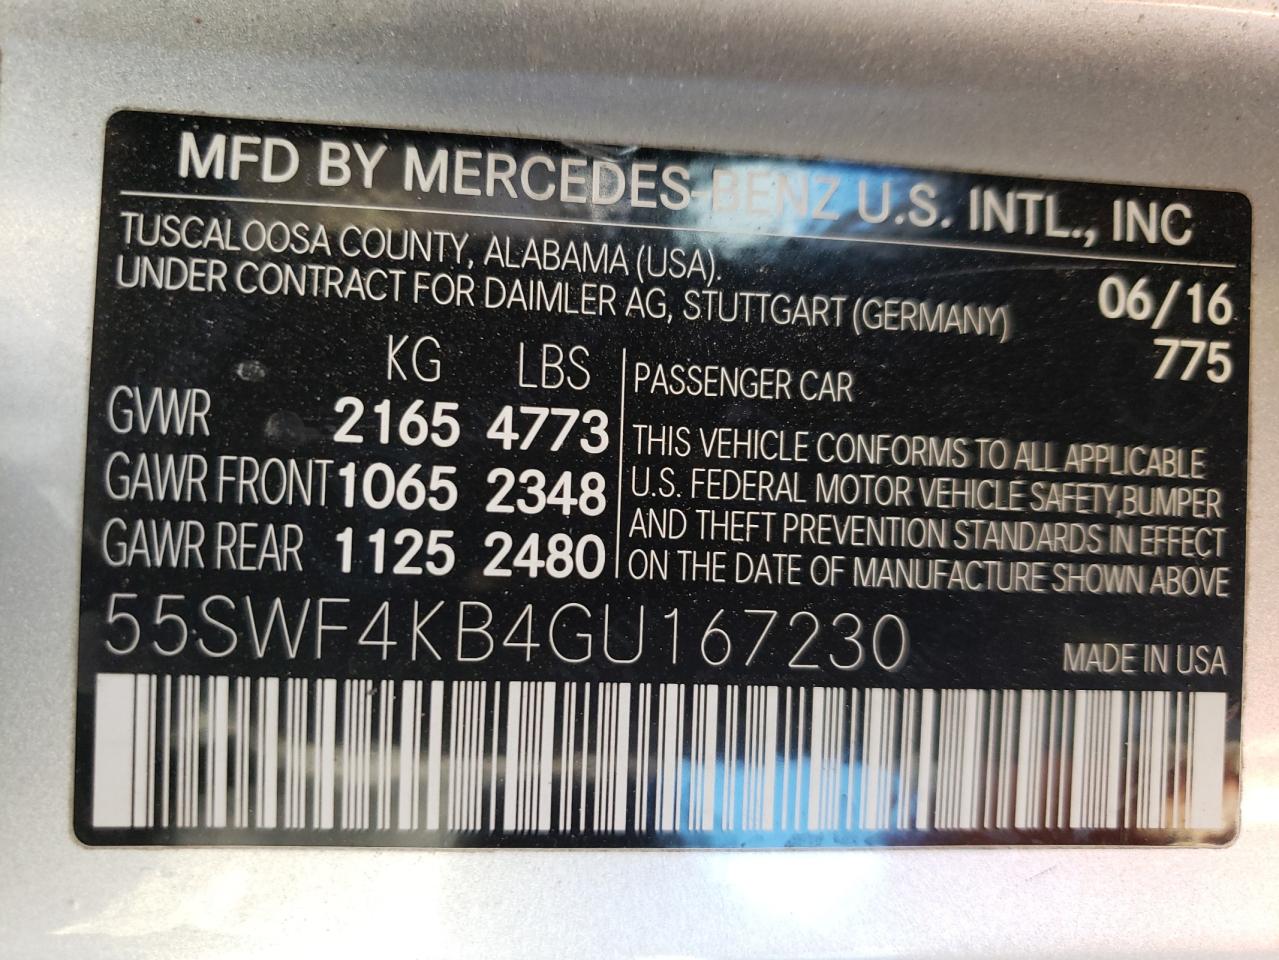 MFD BY MERCEDES-BENZ U.S. INTL., INC
TUSCALOOSA COUNTY, ALABAMA (USA).
UNDER CONTRACT FOR DAIMLER AG, STUTTGART (GERMANY)
06/16
775
KG LBS
GVWR 2165 4773
GAWR FRONT 1065 2348
GAWR REAR 1125 2480
PASSENGER CAR
THIS VEHICLE CONFORMS TO ALL APPLICABLE
U.S. FEDERAL MOTOR VEHICLE SAFETY,BUMPER
AND THEFT PREVENTION STANDARDS IN EFFECT
ON THE DATE OF MANUFACTURE SHOWN ABOVE
55SWF4KB4GU167230
MADE IN USA